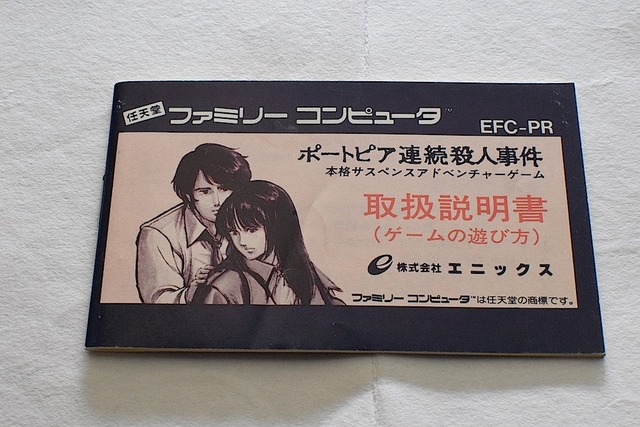 任天堂 ファミリー コンピュータ™
EFC-PR
ポートピア連続殺人事件
本格サスペンスアドベンチャーゲーム
取扱説明書
(ゲームの遊び方)
e 株式会社 エニックス
ファミリー コンピュータ™は任天堂の商標です。